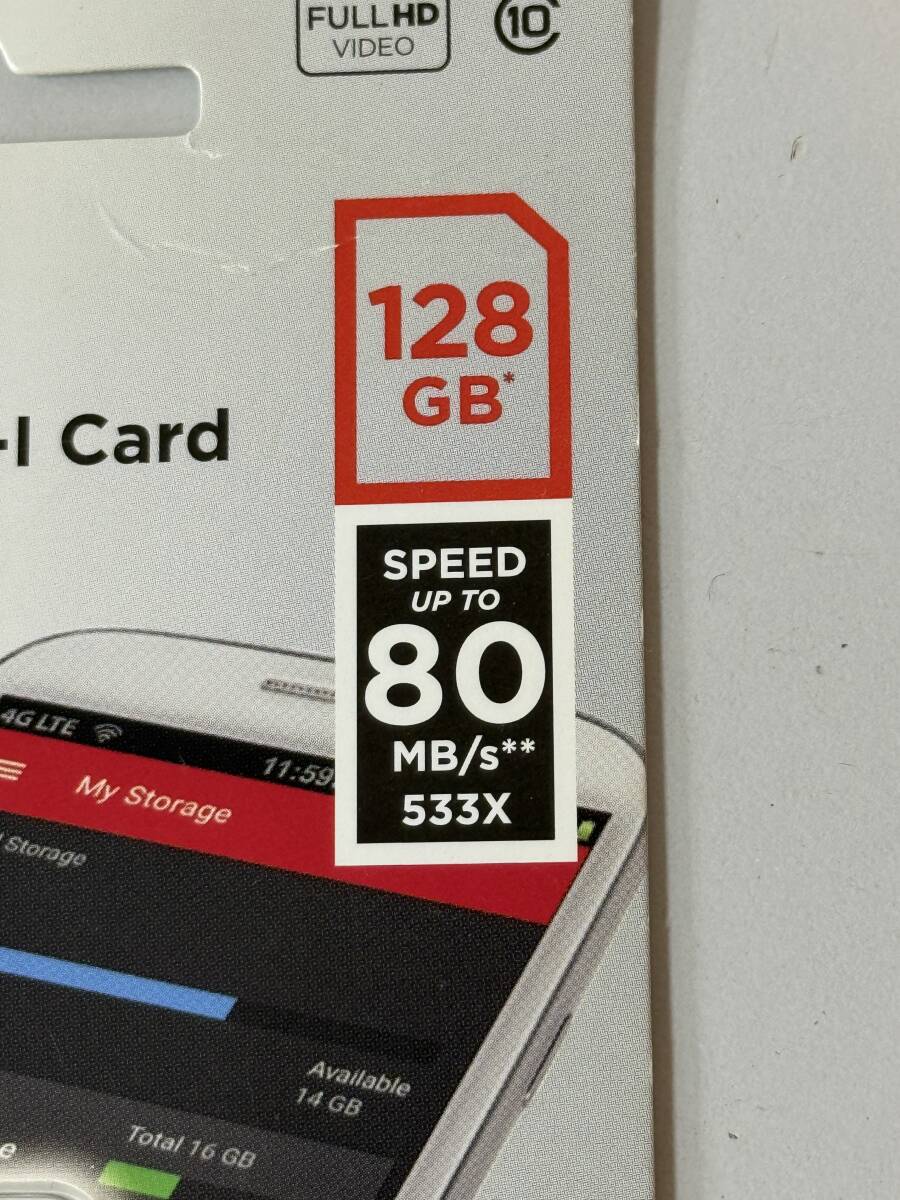 FULL HD
VIDEO
10
128
GB*
-I Card
SPEED
UP TO
80
MB/s**
533X
4G LTE
11:59
My Storage
Storage
Available
14 GB
Total 16 GB